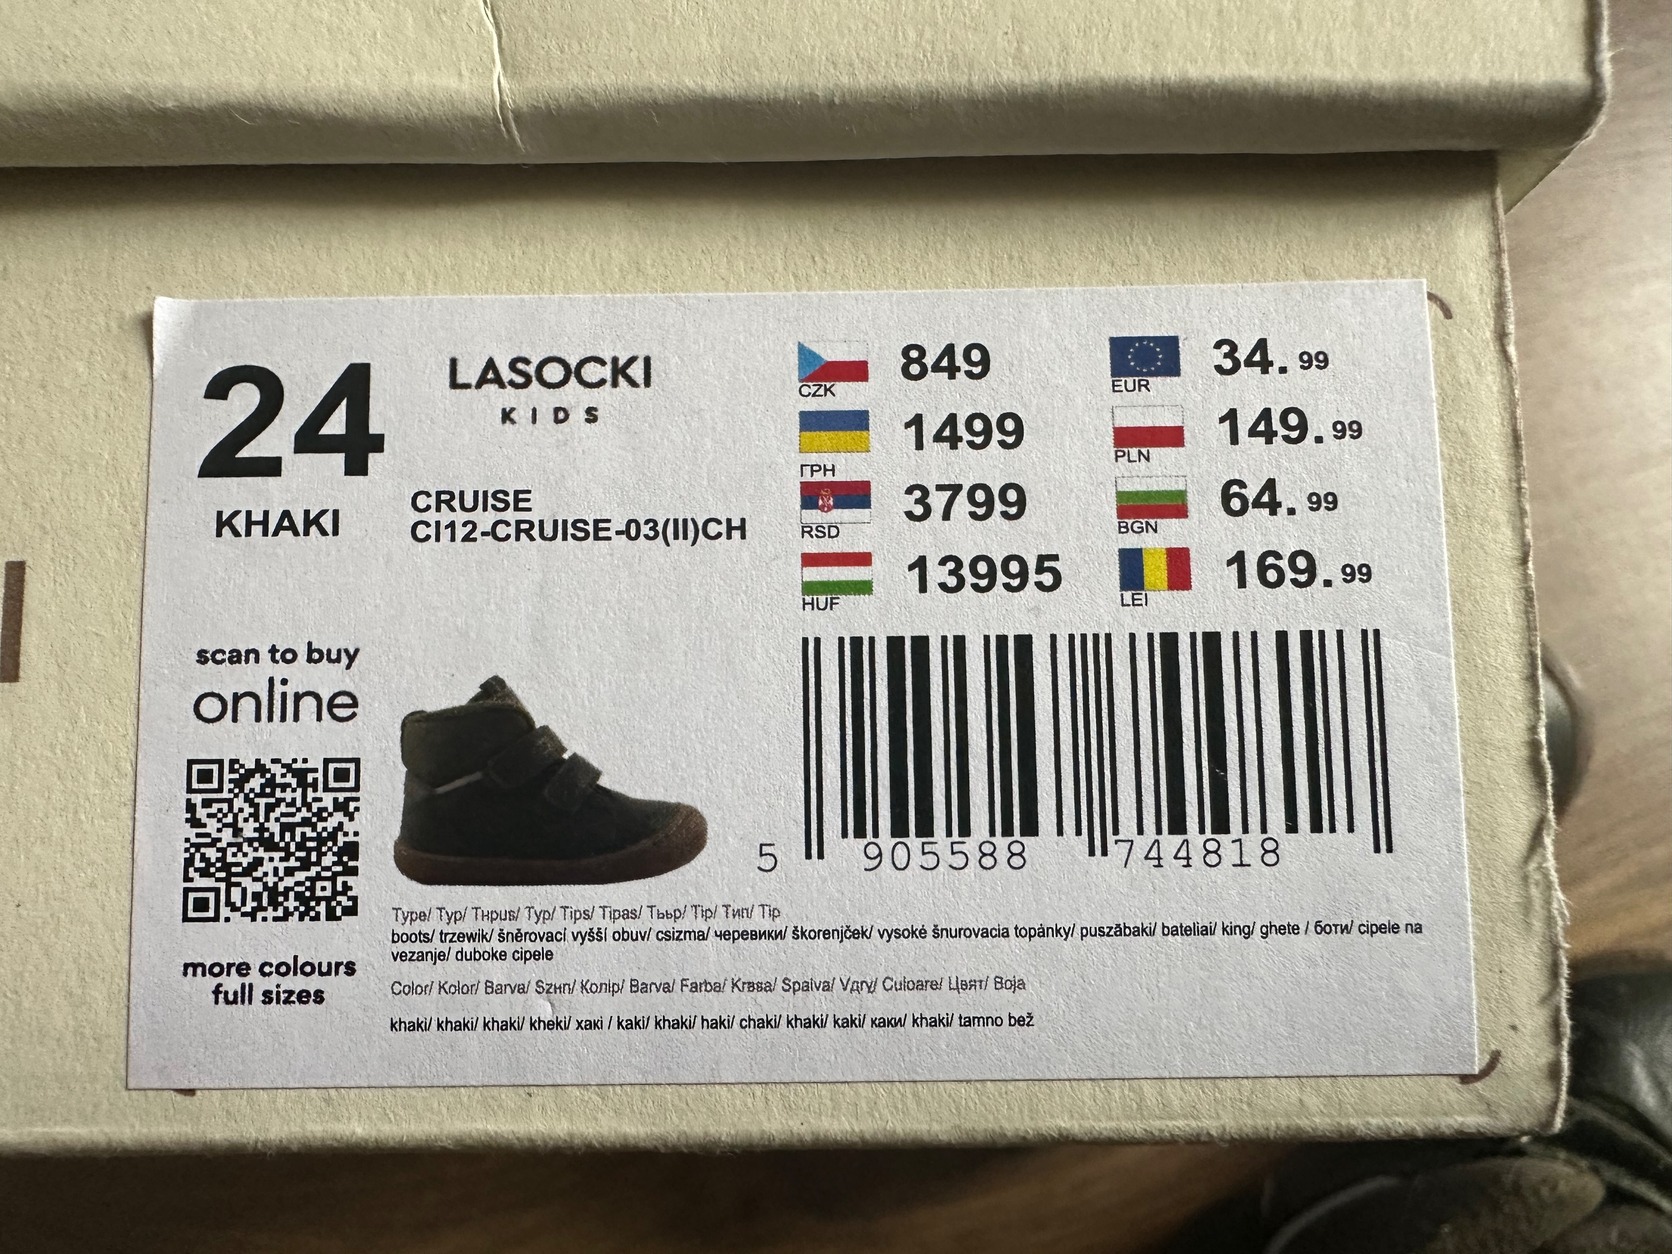 24
KHAKI
LASOCKI
KIDS
CRUISE
CI12-CRUISE-03(II)CH
CZK 849
ГРН 1499
RSD 3799
HUF 13995
EUR 34.99
PLN 149.99
BGN 64.99
LEI 169.99
scan to buy
online
more colours
full sizes
5 905588 744818
Type/ Typ/ Tнpus/ Typ/ Tips/ Tipas/ Tьър/ Tip/ Тип/ Tip
boots/ trzewik/ šněrovací vyšší obuv/ csizma/ черевики/ škorenjček/ vysoké šnurovacia topánky/ puszābaki/ bateliai/ king/ ghete / боти/ cipele na
vezanje/ duboke cipele
Color/ Kolor/ Barva/ Szнn/ Колір/ Barva/ Farba/ Krвsa/ Spalva/ Vдrv/ Culoare/ Цвят/ Boja
khaki/ khaki/ khaki/ kheki/ хакі / kaki/ khaki/ haki/ chaki/ khaki/ kaki/ каки/ khaki/ tamno bež